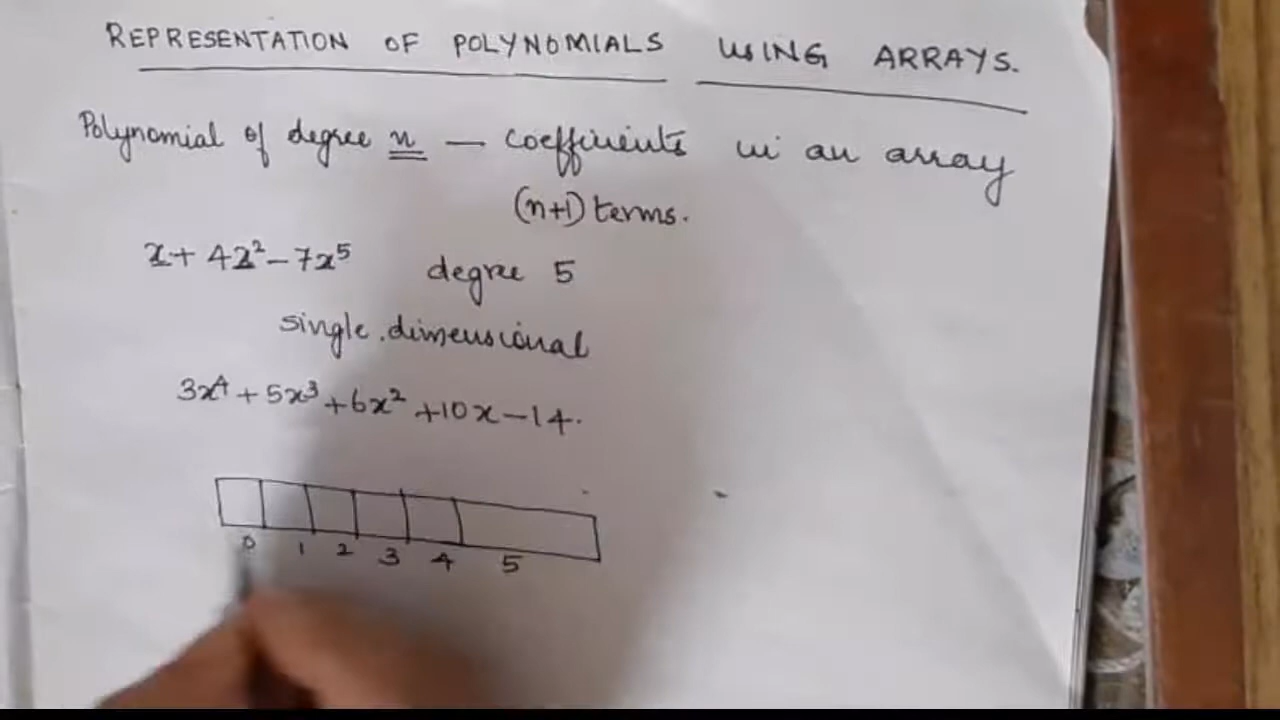 REPRESENTATION OF POLYNOMIALS USING ARRAYS.
Polynomial of degree n — coefficients in an array
(n+1) terms.
x + 4x² - 7x⁵ degree 5
single dimensional
3x⁴ + 5x³ + 6x² + 10x - 14.
0 1 2 3 4 5